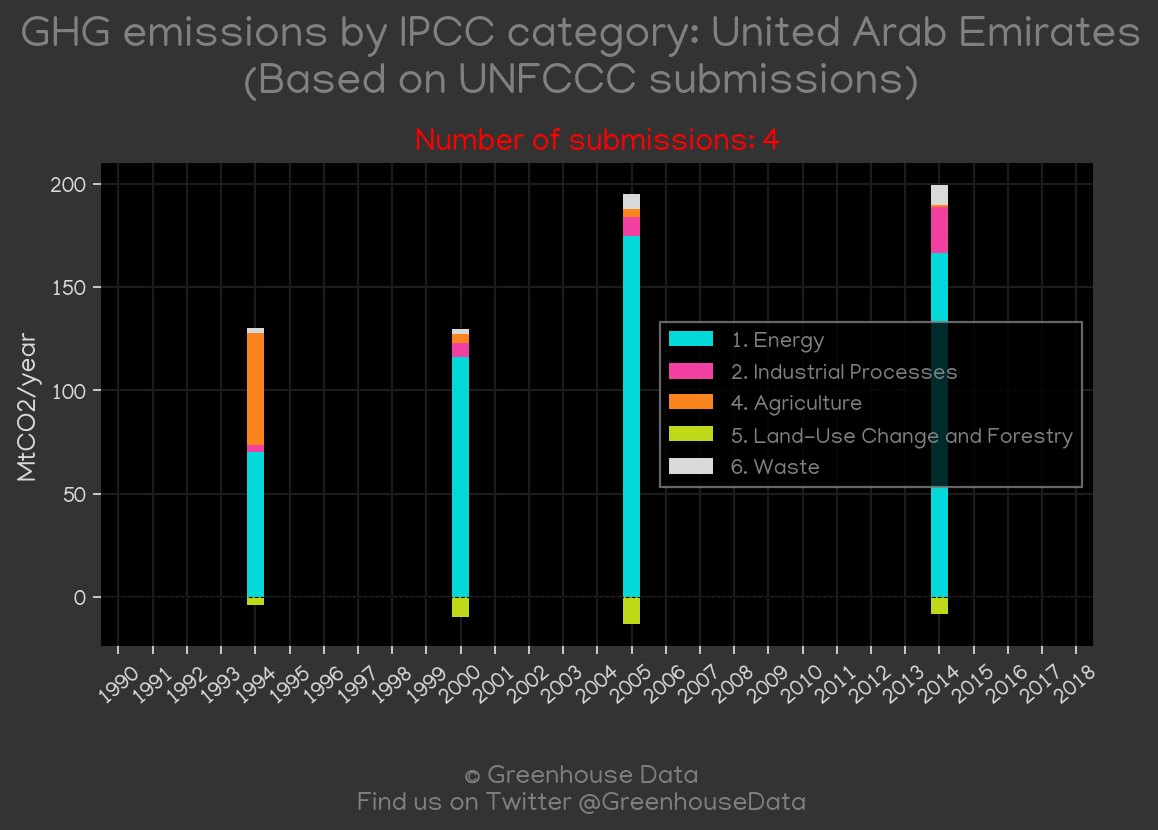 GHG emissions by IPCC category: United Arab Emirates
(Based on UNFCCC submissions)
Number of submissions: 4
MtCO2/year
200
150
100
50
0
1. Energy
2. Industrial Processes
4. Agriculture
5. Land-Use Change and Forestry
6. Waste
1990 1991 1992 1993 1994 1995 1996 1997 1998 1999 2000 2001 2002 2003 2004 2005 2006 2007 2008 2009 2010 2011 2012 2013 2014 2015 2016 2017 2018
© Greenhouse Data
Find us on Twitter @GreenhouseData